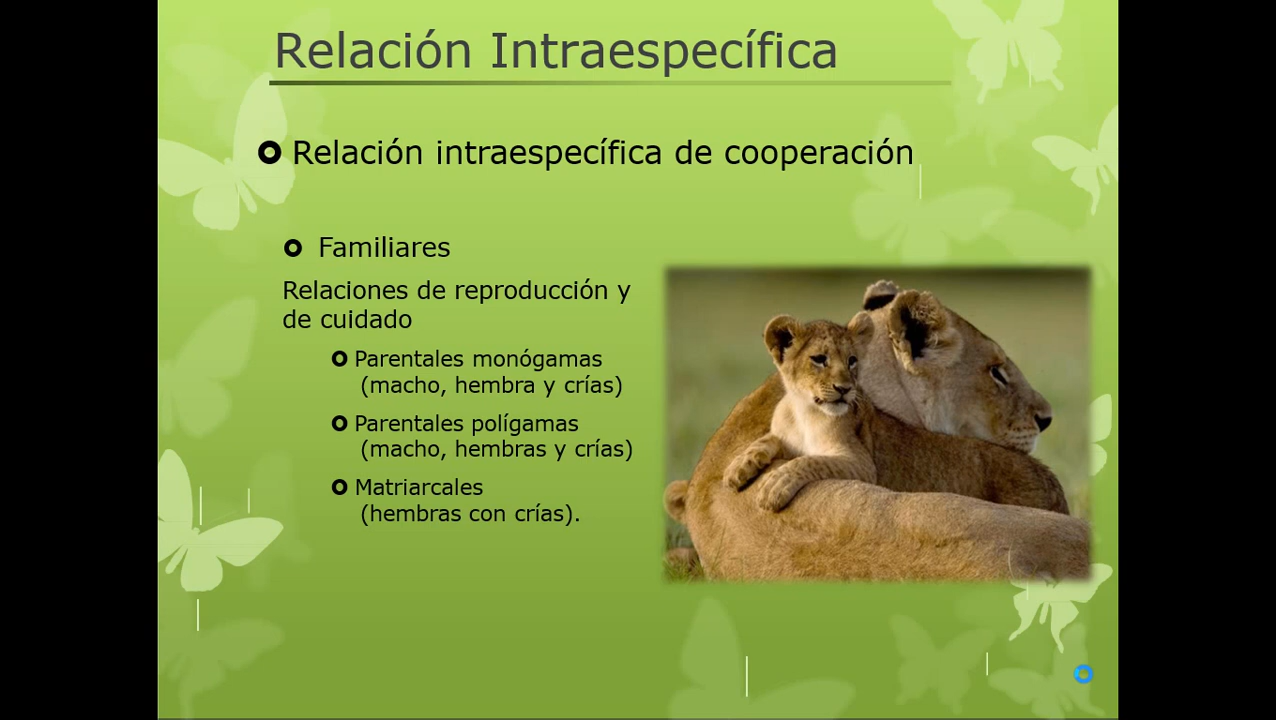 Relación Intraespecífica
Relación intraespecífica de cooperación
Familiares
Relaciones de reproducción y
de cuidado
Parentales monógamas
(macho, hembra y crías)
Parentales polígamas
(macho, hembras y crías)
Matriarcales
(hembras con crías).